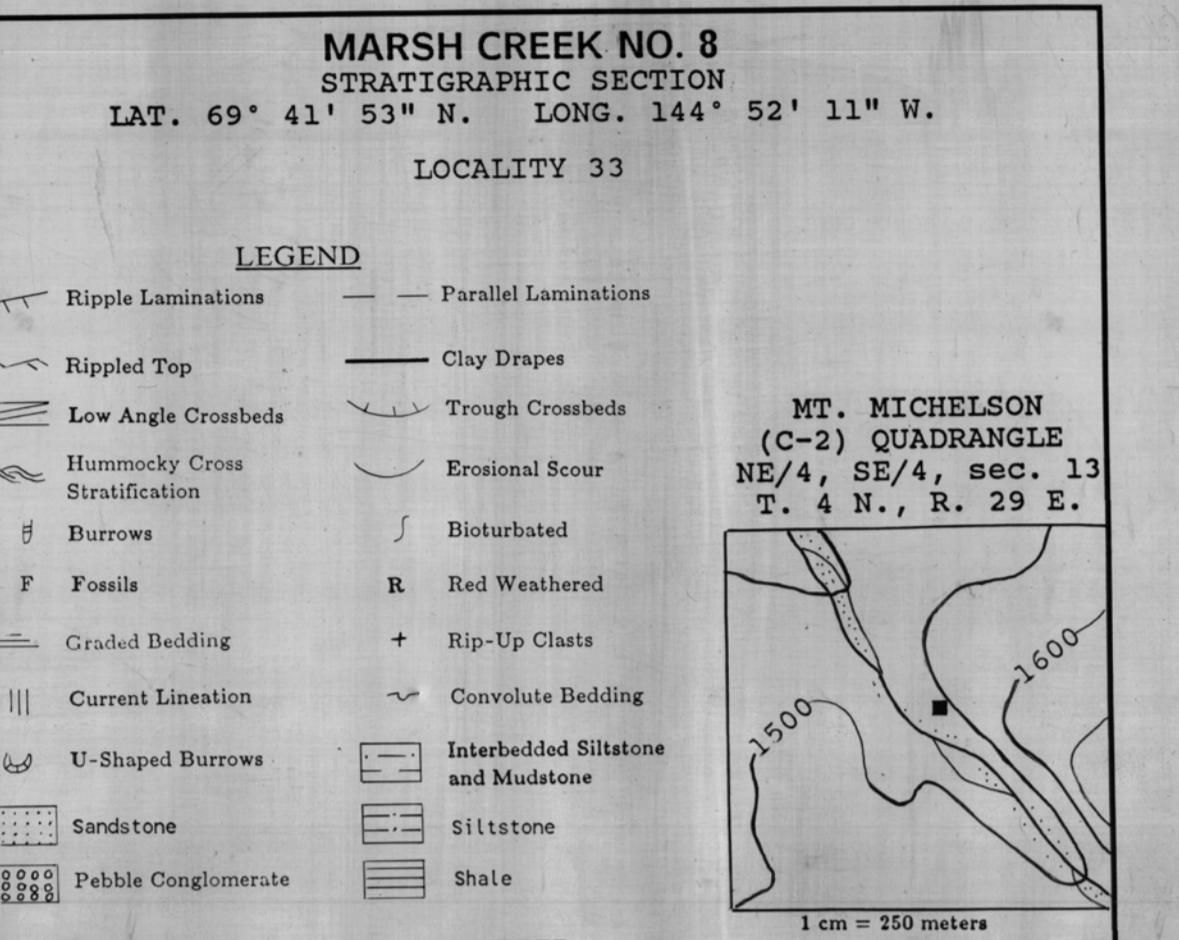 MARSH CREEK NO. 8
STRATIGRAPHIC SECTION
LAT. 69° 41' 53" N. LONG. 144° 52' 11" W.
LOCALITY 33
LEGEND
Ripple Laminations
Rippled Top
Low Angle Crossbeds
Hummocky Cross
Stratification
Burrows
F Fossils
Graded Bedding
Current Lineation
U-Shaped Burrows
Sandstone
Pebble Conglomerate
Parallel Laminations
Clay Drapes
Trough Crossbeds
Erosional Scour
Bioturbated
R Red Weathered
+ Rip-Up Clasts
Convolute Bedding
Interbedded Siltstone
and Mudstone
Siltstone
Shale
MT. MICHELSON
(C-2) QUADRANGLE
NE/4, SE/4, sec. 13
T. 4 N., R. 29 E.
1600
1500
1 cm = 250 meters